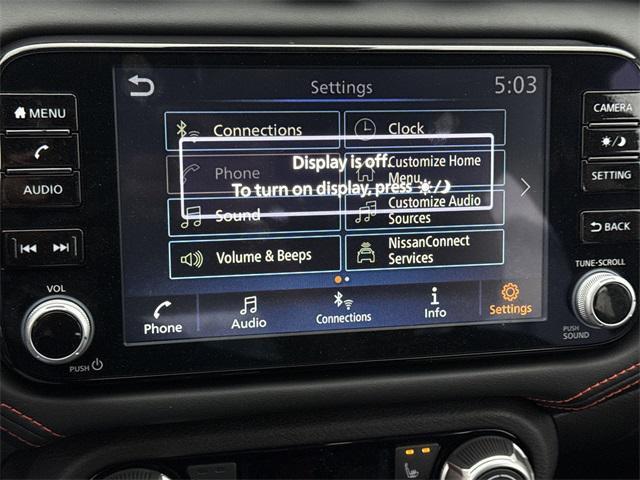 Settings
5:03
MENU
AUDIO
Connections
Clock
Phone
Customize Home
Menu
Display is off.
To turn on display, press
Sound
Customize Audio
Sources
Volume & Beeps
NissanConnect
Services
Phone
Audio
Connections
Info
Settings
CAMERA
SETTING
BACK
TUNE·SCROLL
PUSH
SOUND
VOL
PUSH